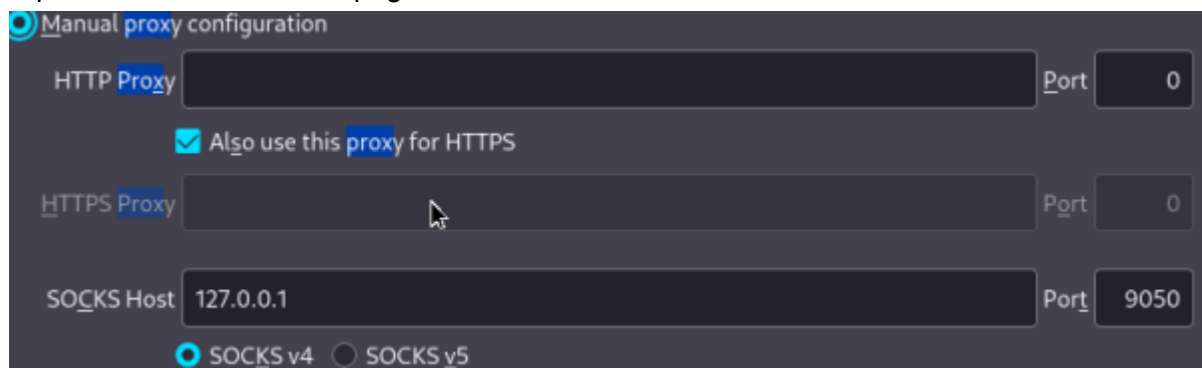 Manual proxy configuration
HTTP Proxy Port 0
Also use this proxy for HTTPS
HTTPS Proxy Port 0
SOCKS Host 127.0.0.1 Port 9050
SOCKS v4 SOCKS v5